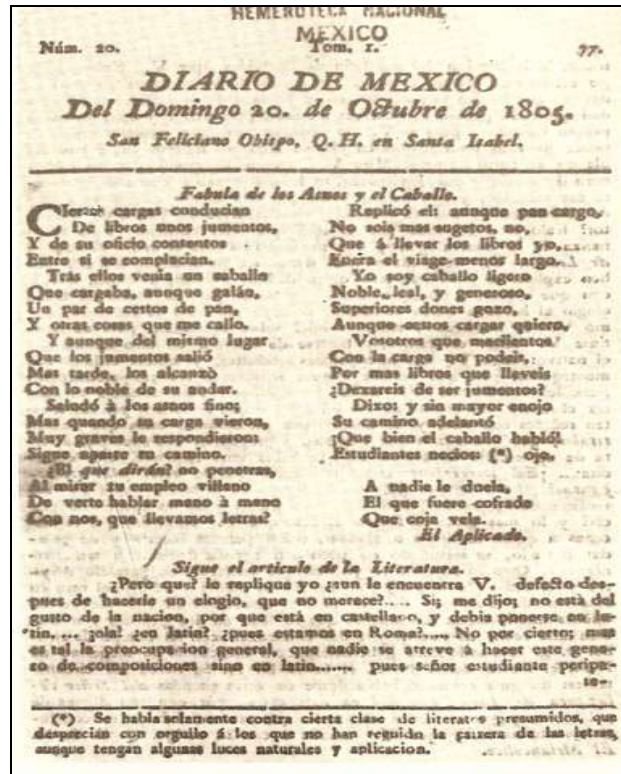 HEMEROTECA NACIONAL
MEXICO
Núm. 20. Tom. 1. 77.
DIARIO DE MEXICO
Del Domingo 20. de Octubre de 1805.
San Feliciano Obispo, Q. H. en Santa Isabel.
Fabula de los Asnos y el Caballo.
Ciertas cargas conducian
De libros unos jumentos,
Y de su oficio contentos
Entre si se complacian.
Trás ellos venia un caballo
Que cargaba, aunque galán,
Un par de cestos de pan,
Y otras cosas que me callo.
Y aunque del mismo lugar
Que los jumentos salió
Mas tarde, los alcanzò
Con lo noble de su andar.
Saludó à los asnos fino;
Mas quando su carga vieron,
Muy graves le respondieron:
Sigue aparte tu camino.
¿El que dirán? no penetras,
Al mirar tu empleo villano
De verte hablar mano à mano
Con nos, que llevamos letras?
Replicó el: aunque pan cargo,
No sois mas sugetos, no,
Que á llevar los libros yo,
Fuera el viage menos largo.
Yo soy caballo ligero
Noble, leal, y generoso,
Superiores dones gozo,
Aunque acuos cargar quiero.
Vosotros que macilentos
Con la carga no podeis,
Por mas libros que lleveis
¿Dexareis de ser jumentos?
Dixo; y sin mayor enojo
Su camino adelantó
¡Que bien el caballo habló!
Estudiantes necios: (*) ojo.
A nadie le duela,
El que fuere cofrade
Que coja vela.
El Aplicado.
Sigue el articulo de la Literatura.
¿Pero que? le replique yo ¿aun le encuentra V. defecto des-
pues de hacerle un elogio, que no merece?.... Si; me dijo; no está del
gusto de la nacion, por que está en castellano, y debia ponerse en la-
tin. ... ¡ola! ¿en latin? ¿pues estamos en Roma?.... No por cierto; mas
es tal la preocupacion general, que nadie se atreve à hacer este gene-
ro de composiciones sino en latin....... pues señor estudiante peripa-
te-
(*) Se habla solamente contra cierta clase de literatos presumidos, que
desprecian con orgullo á los que no han seguido la carrera de las letras,
aunque tengan algunas luces naturales y aplicacion.